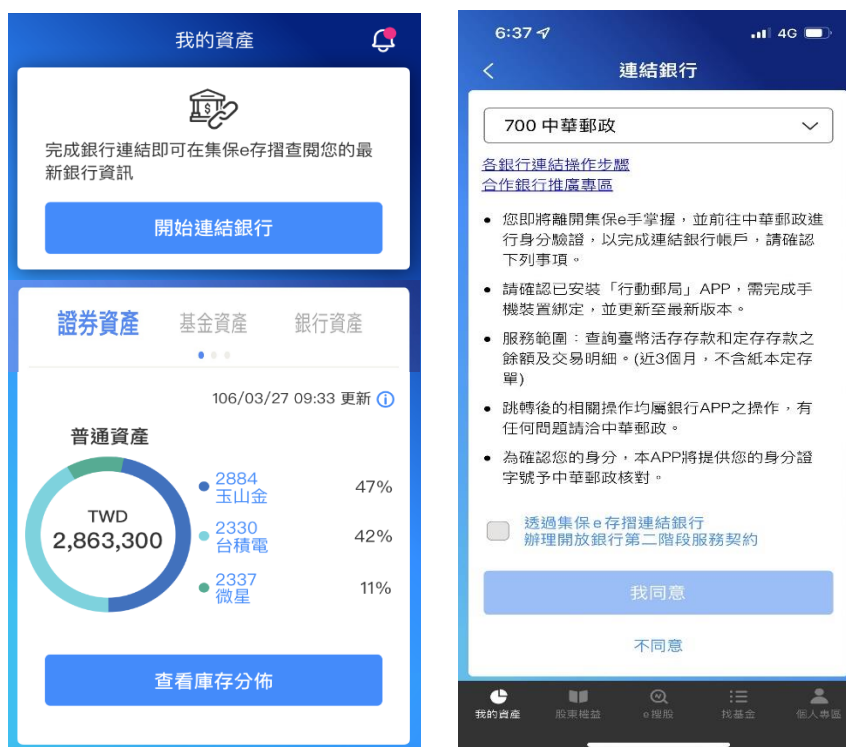 我的資產
完成銀行連結即可在集保e存摺查閱您的最
新銀行資訊
開始連結銀行
證券資產 基金資產 銀行資產
106/03/27 09:33 更新
普通資產
TWD
2,863,300
2884 47%
玉山金
2330 42%
台積電
2337 11%
微星
查看庫存分佈
6:37 4G
連結銀行
700 中華郵政
各銀行連結操作步驟
合作銀行推廣專區
• 您即將離開集保e手掌握，並前往中華郵政進
行身分驗證，以完成連結銀行帳戶，請確認
下列事項。
• 請確認已安裝「行動郵局」APP，需完成手
機裝置綁定，並更新至最新版本。
• 服務範圍：查詢臺幣活存存款和定存存款之
餘額及交易明細。(近3個月，不含紙本定存
單)
• 跳轉後的相關操作均屬銀行APP之操作，有
任何問題請洽中華郵政。
• 為確認您的身分，本APP將提供您的身分證
字號予中華郵政核對。
透過集保e存摺連結銀行
辦理開放銀行第二階段服務契約
我同意
不同意
我的資產 股東權益 e搜股 找基金 個人專區